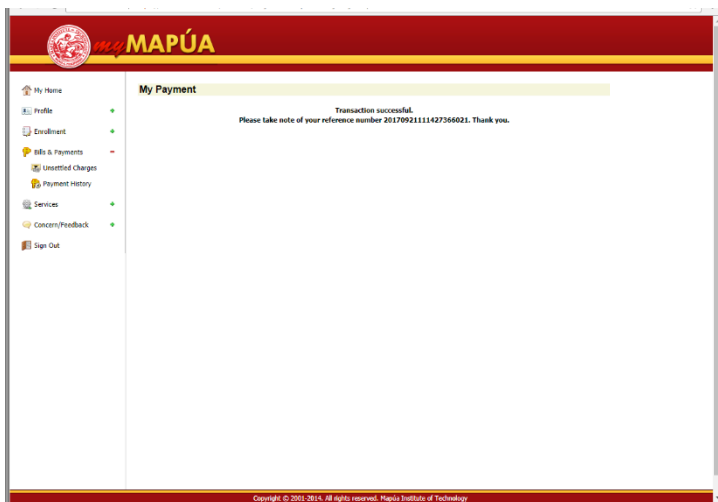 my MAPÚA
My Home
Profile
Enrollment
Bills & Payments
Unsettled Charges
Payment History
Services
Concern/Feedback
Sign Out
My Payment
Transaction successful.
Please take note of your reference number 20170921111427366021. Thank you.
Copyright © 2001-2014. All rights reserved. Mapúa Institute of Technology